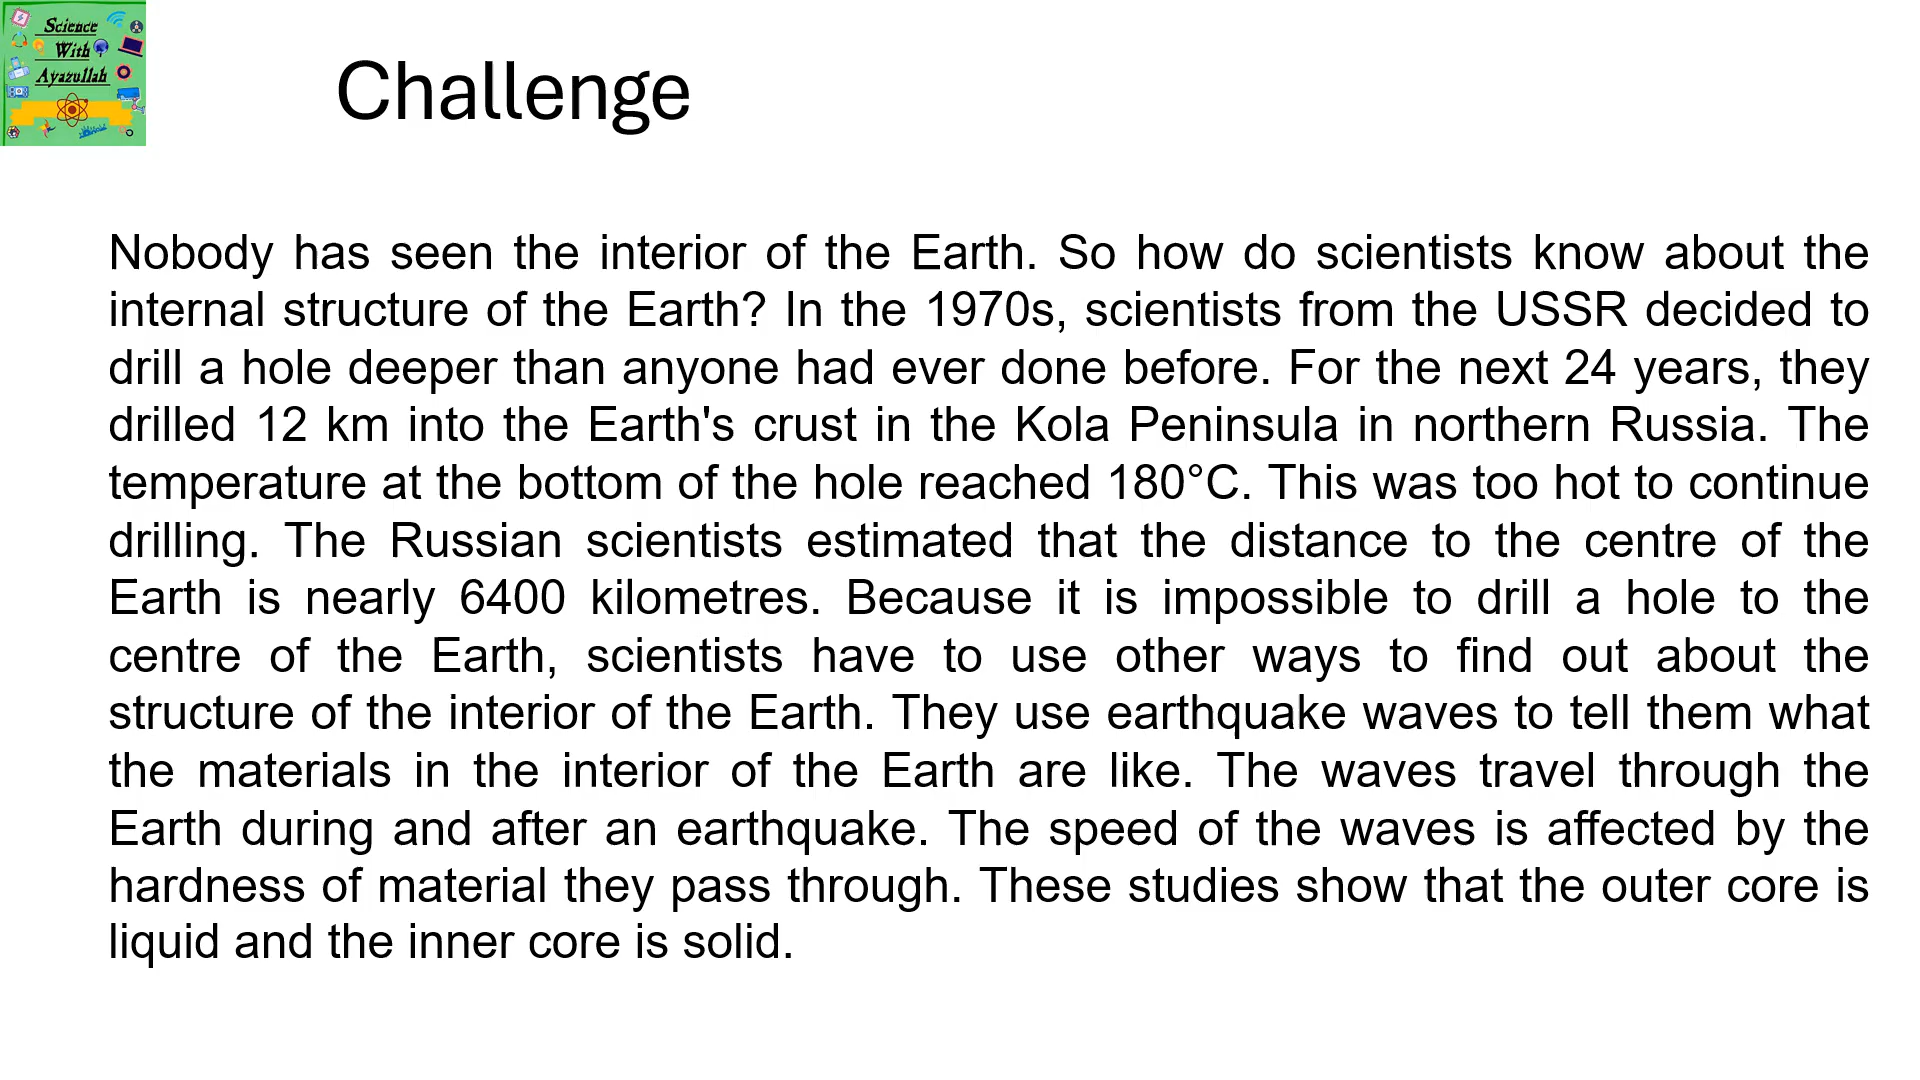 Science
With
Ayazullah
Challenge
Nobody has seen the interior of the Earth. So how do scientists know about the
internal structure of the Earth? In the 1970s, scientists from the USSR decided to
drill a hole deeper than anyone had ever done before. For the next 24 years, they
drilled 12 km into the Earth's crust in the Kola Peninsula in northern Russia. The
temperature at the bottom of the hole reached 180°C. This was too hot to continue
drilling. The Russian scientists estimated that the distance to the centre of the
Earth is nearly 6400 kilometres. Because it is impossible to drill a hole to the
centre of the Earth, scientists have to use other ways to find out about the
structure of the interior of the Earth. They use earthquake waves to tell them what
the materials in the interior of the Earth are like. The waves travel through the
Earth during and after an earthquake. The speed of the waves is affected by the
hardness of material they pass through. These studies show that the outer core is
liquid and the inner core is solid.